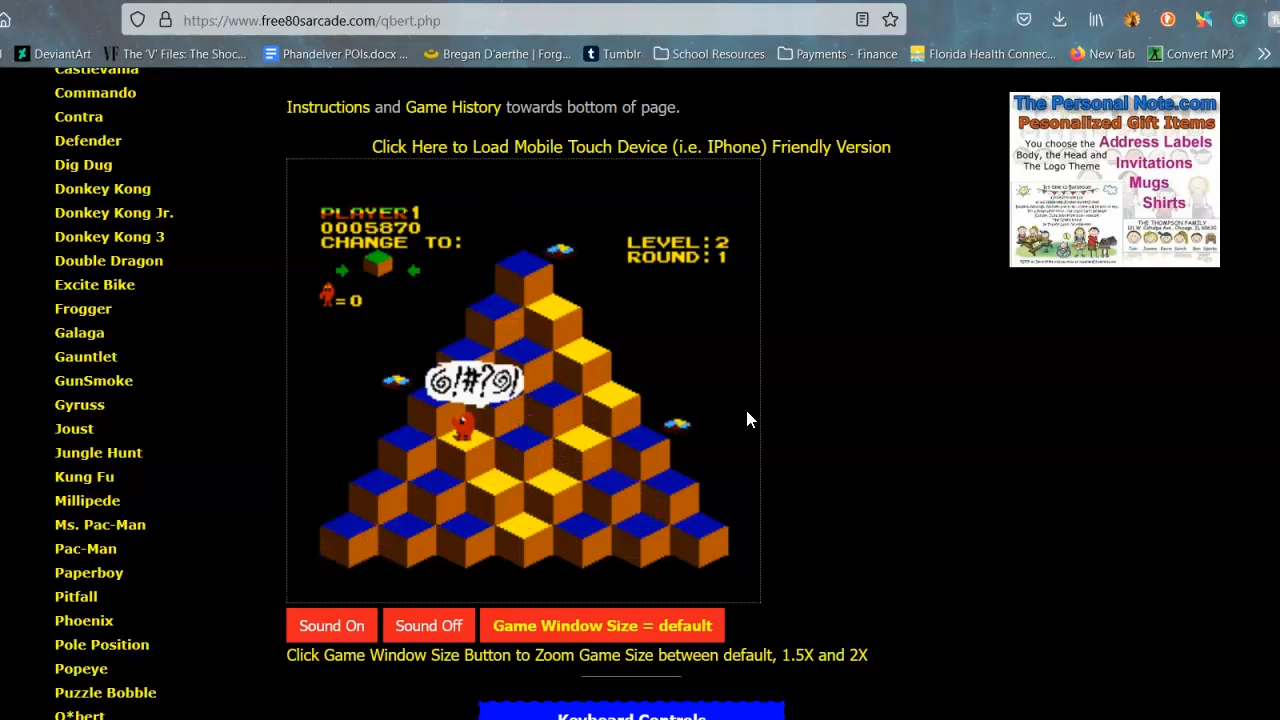 https://www.free80sarcade.com/qbert.php
DeviantArt
The 'V' Files: The Shoc...
Phandelver POIs.docx ...
Bregan D'aerthe | Forg...
Tumblr
School Resources
Payments - Finance
Florida Health Connec...
New Tab
Convert MP3
Castlevania
Commando
Contra
Defender
Dig Dug
Donkey Kong
Donkey Kong Jr.
Donkey Kong 3
Double Dragon
Excite Bike
Frogger
Galaga
Gauntlet
GunSmoke
Gyruss
Joust
Jungle Hunt
Kung Fu
Millipede
Ms. Pac-Man
Pac-Man
Paperboy
Pitfall
Phoenix
Pole Position
Popeye
Puzzle Bobble
Q*bert
Instructions and Game History towards bottom of page.
Click Here to Load Mobile Touch Device (i.e. IPhone) Friendly Version
PLAYER1
0005870
CHANGE TO:
=0
LEVEL:2
ROUND:1
@!#?@!
Sound On
Sound Off
Game Window Size = default
Click Game Window Size Button to Zoom Game Size between default, 1.5X and 2X
Keyboard Controls
The Personal Note.com
Pesonalized Gift Items
You choose the
Body, the Head and
The Logo Theme
Address Labels
Invitations
Mugs
Shirts
THE THOMPSON FAMILY